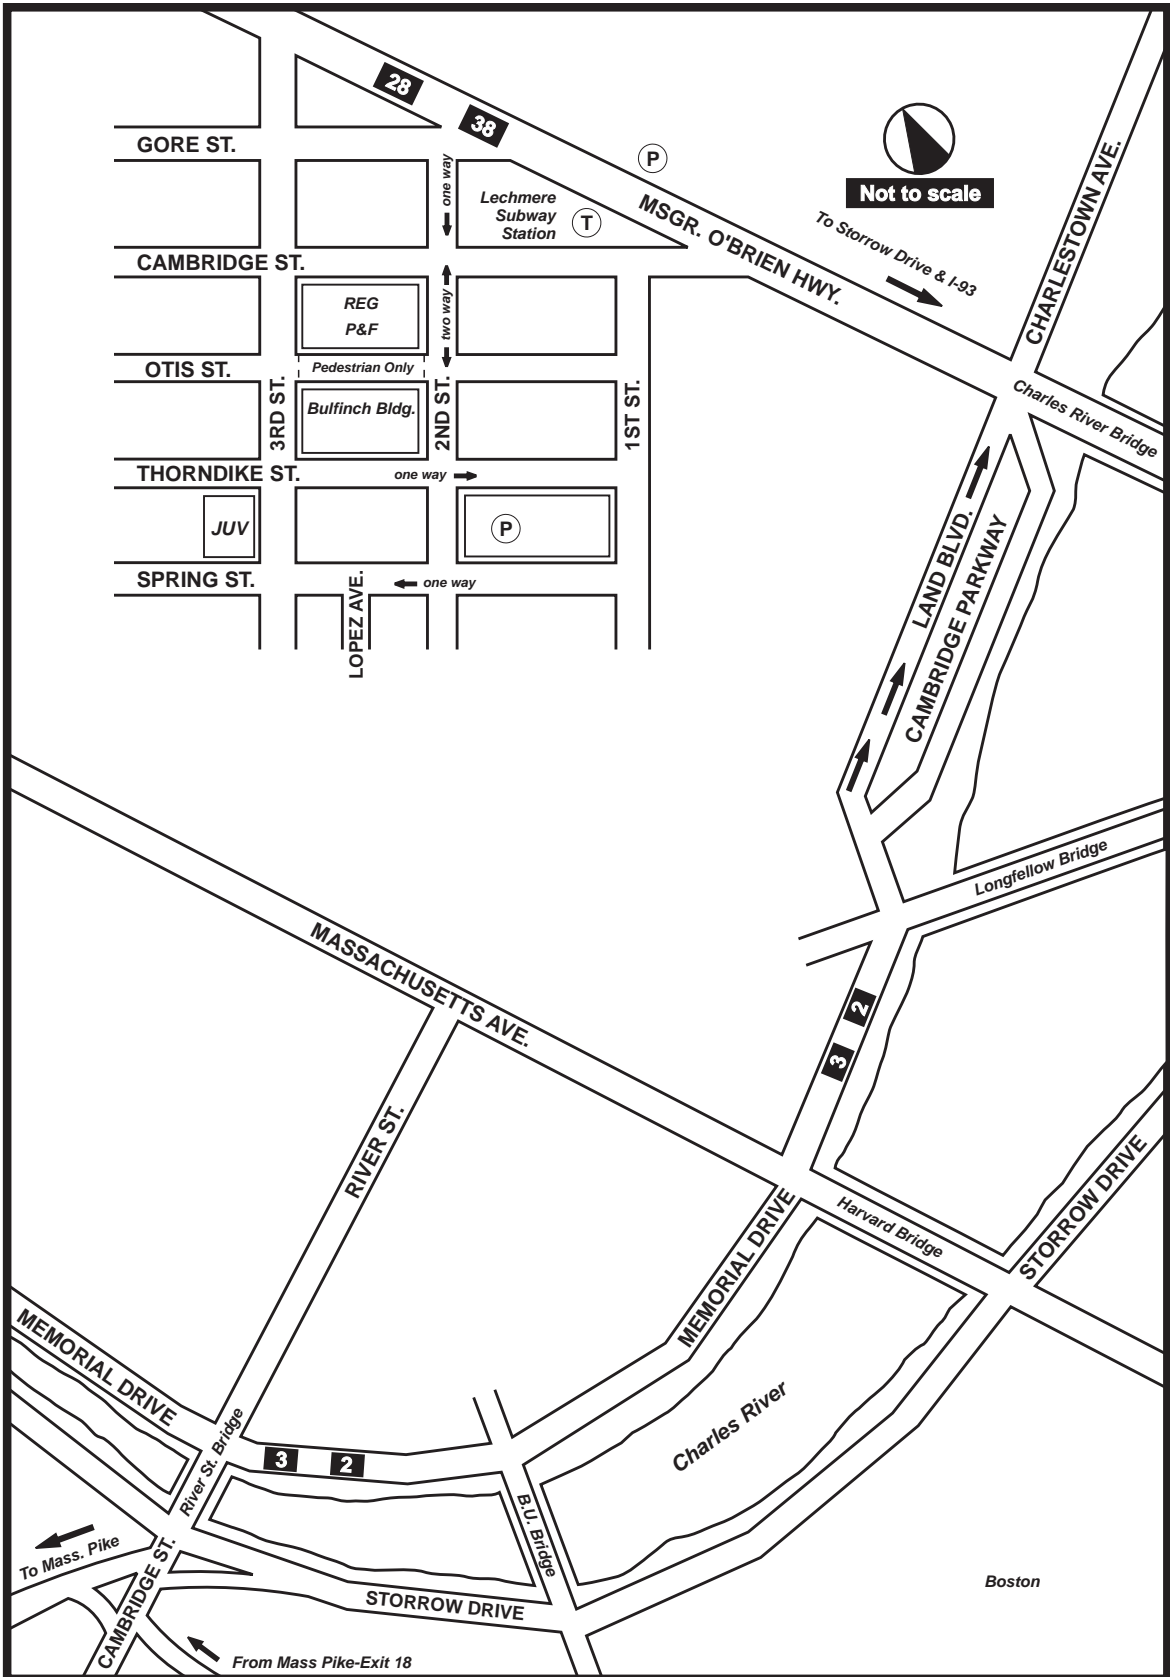 28
38
GORE ST.
one way
P
Lechmere
Subway
Station
T
Not to scale
MSGR. O'BRIEN HWY.
To Storrow Drive & I-93
CHARLESTOWN AVE.
CAMBRIDGE ST.
REG
P&F
two way
OTIS ST.
Pedestrian Only
3RD ST.
Bulfinch Bldg.
2ND ST.
1ST ST.
Charles River Bridge
THORNDIKE ST.
one way
JUV
P
SPRING ST.
one way
LOPEZ AVE.
LAND BLVD.
CAMBRIDGE PARKWAY
Longfellow Bridge
MASSACHUSETTS AVE.
2
3
RIVER ST.
Harvard Bridge
STORROW DRIVE
MEMORIAL DRIVE
MEMORIAL DRIVE
Charles River
River St. Bridge
3
2
B.U. Bridge
To Mass. Pike
CAMBRIDGE ST.
STORROW DRIVE
Boston
From Mass Pike-Exit 18